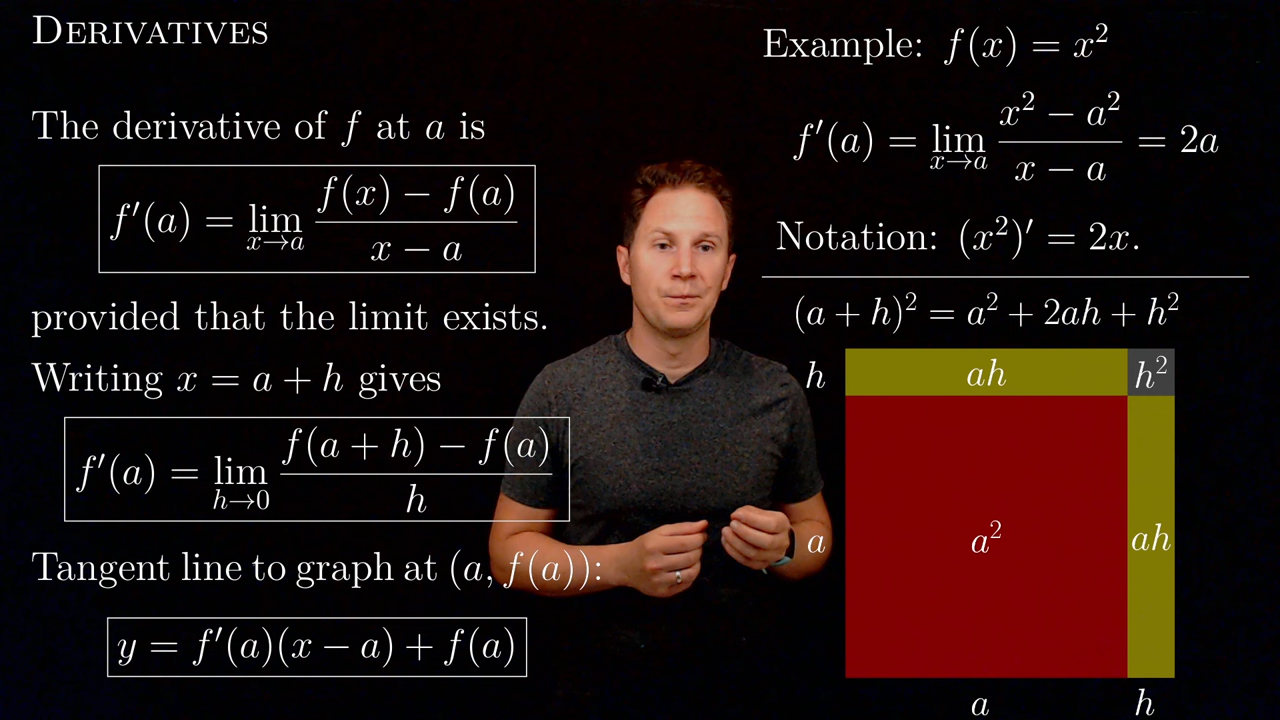 DERIVATIVES
The derivative of f at a is
f′(a) = lim_{x→a} (f(x) − f(a))/(x − a)
provided that the limit exists.
Writing x = a + h gives
f′(a) = lim_{h→0} (f(a + h) − f(a))/h
Tangent line to graph at (a, f(a)):
y = f′(a)(x − a) + f(a)
Example: f(x) = x²
f′(a) = lim_{x→a} (x² − a²)/(x − a) = 2a
Notation: (x²)′ = 2x.
(a + h)² = a² + 2ah + h²
h ah h²
a a² ah
a h